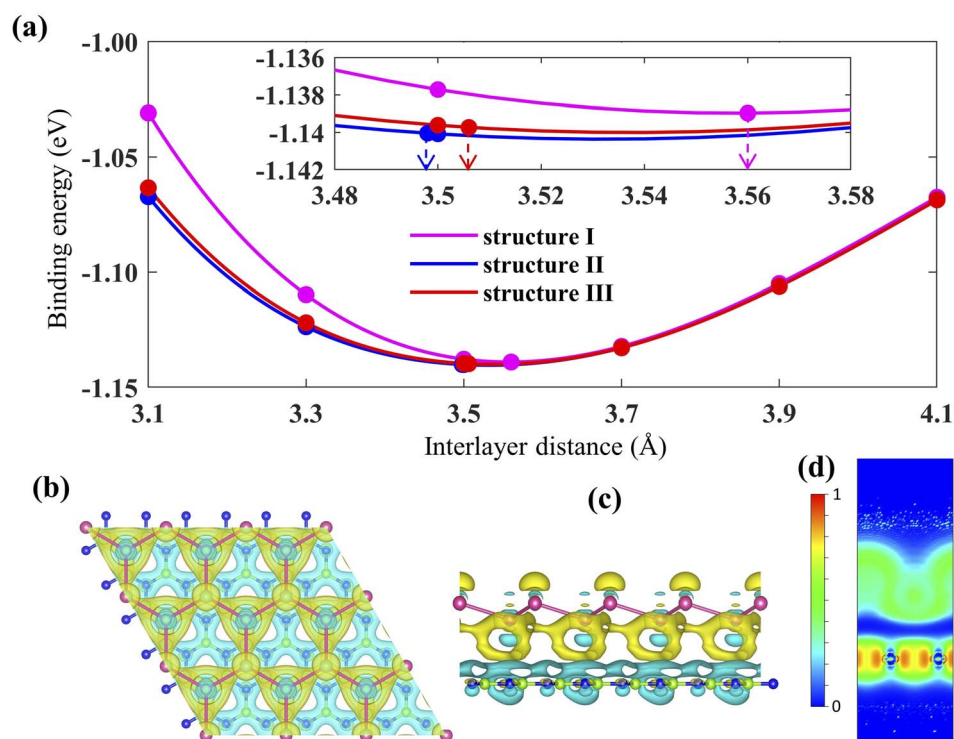 (a)
-1.00
-1.05
-1.10
-1.15
Binding energy (eV)
-1.136
-1.138
-1.14
-1.142
3.48 3.5 3.52 3.54 3.56 3.58
structure I
structure II
structure III
3.1 3.3 3.5 3.7 3.9 4.1
Interlayer distance (Å)
(b)
(c)
(d)
1
0